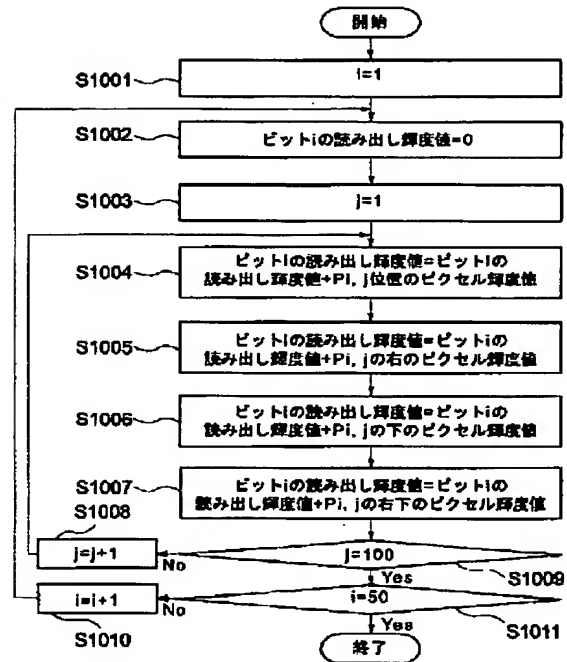 開始
S1001
i=1
S1002
ビットiの読み出し輝度値=0
S1003
j=1
S1004
ビットiの読み出し輝度値=ビットiの
読み出し輝度値+Pi, j位置のピクセル輝度値
S1005
ビットiの読み出し輝度値=ビットiの
読み出し輝度値+Pi, jの右のピクセル輝度値
S1006
ビットiの読み出し輝度値=ビットiの
読み出し輝度値+Pi, jの下のピクセル輝度値
S1007
ビットiの読み出し輝度値=ビットiの
読み出し輝度値+Pi, jの右下のピクセル輝度値
S1008
j=j+1
No
j=100
Yes
S1009
i=i+1
No
i=50
S1010
Yes
S1011
終了